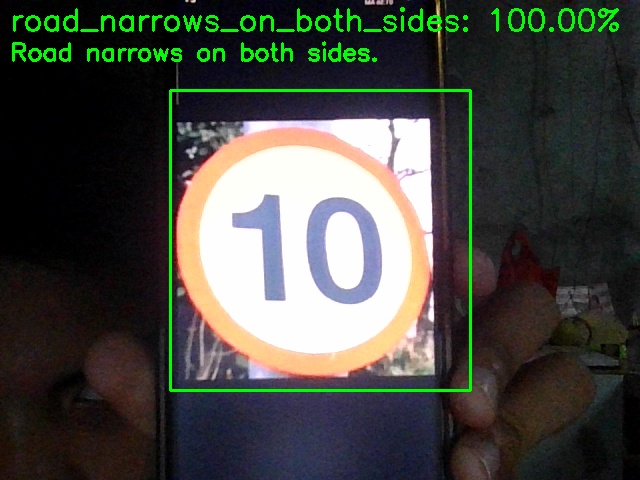 road_narrows_on_both_sides: 100.00%
Road narrows on both sides.
10